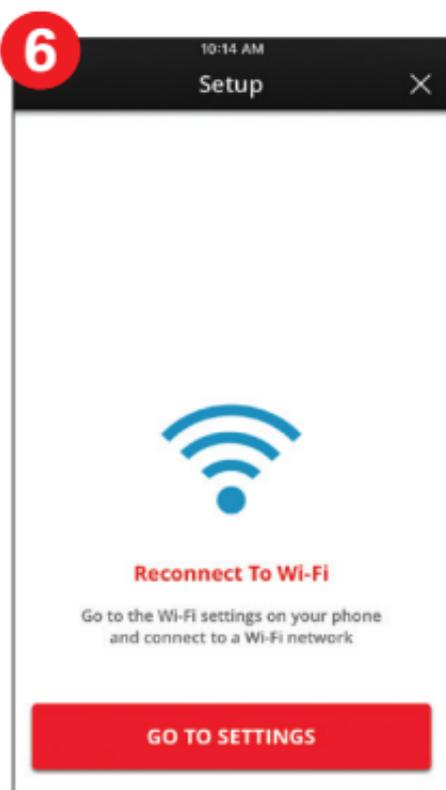 6
10:14 AM
Setup
Reconnect To Wi-Fi
Go to the Wi-Fi settings on your phone
and connect to a Wi-Fi network
GO TO SETTINGS